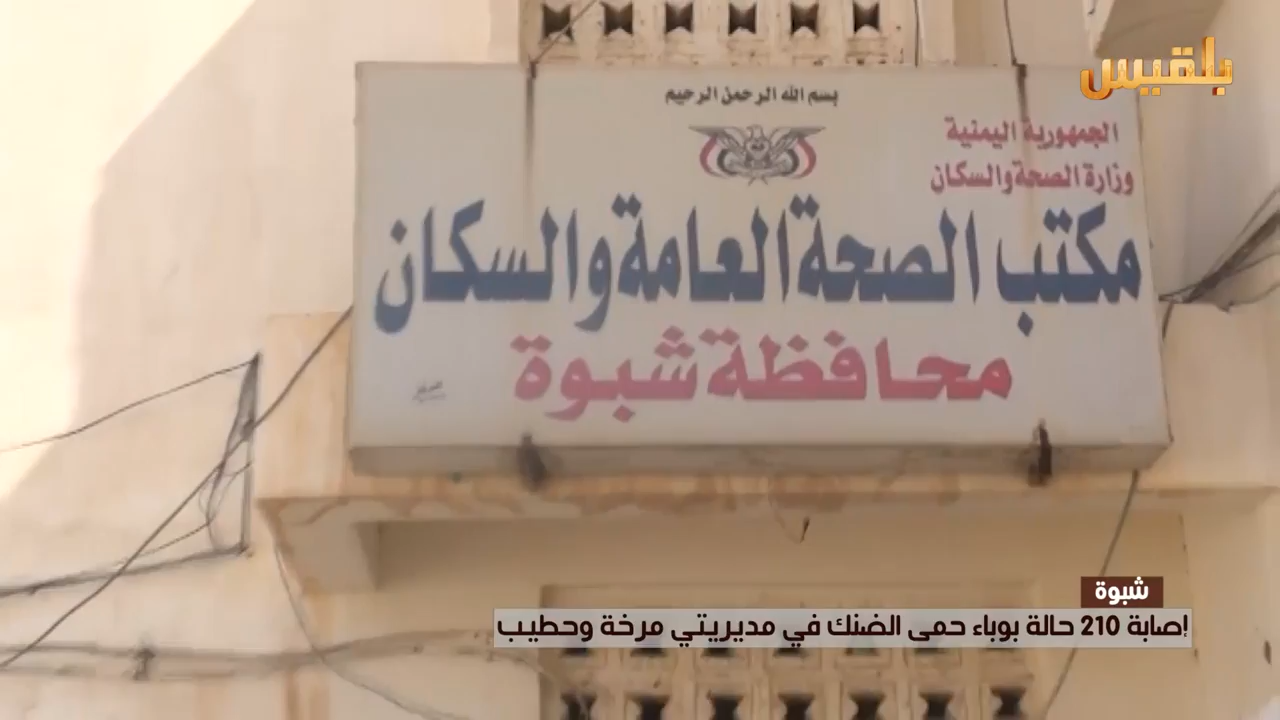 بلقيس
بسم الله الرحمن الرحيم
الجمهورية اليمنية
وزارة الصحة والسكان
مكتب الصحة العامة والسكان
محافظة شبوة
شبوة
إصابة 210 حالة بوباء حمى الضنك في مديريتي مرخة وحطيب